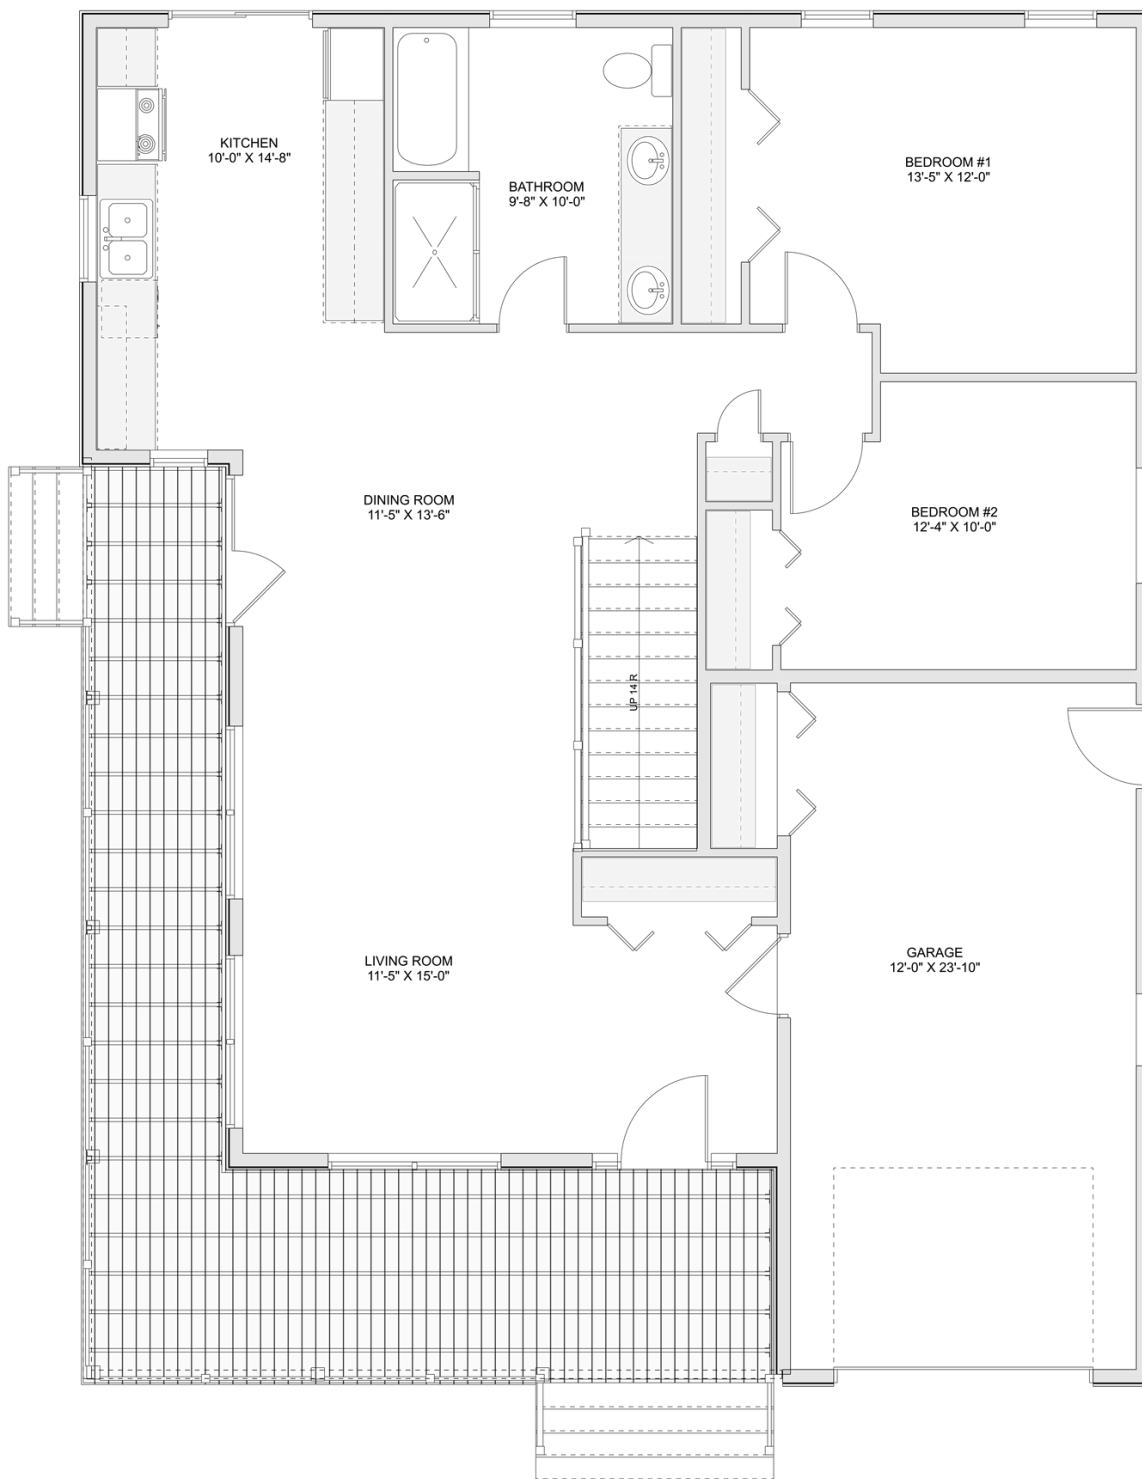 KITCHEN
10'-0" X 14'-8"
BATHROOM
9'-8" X 10'-0"
BEDROOM #1
13'-5" X 12'-0"
DINING ROOM
11'-5" X 13'-6"
BEDROOM #2
12'-4" X 10'-0"
UP 14 R
LIVING ROOM
11'-5" X 15'-0"
GARAGE
12'-0" X 23'-10"